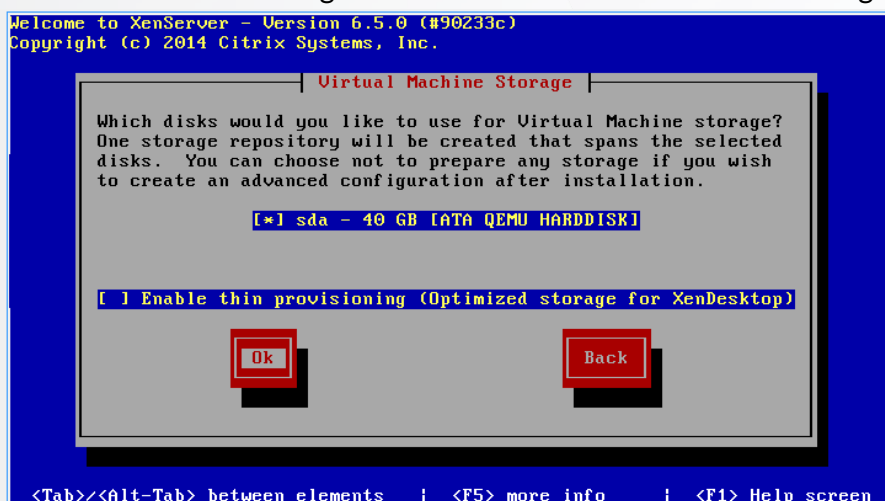 Welcome to XenServer - Version 6.5.0 (#90233c)
Copyright (c) 2014 Citrix Systems, Inc.
Virtual Machine Storage
Which disks would you like to use for Virtual Machine storage?
One storage repository will be created that spans the selected
disks.  You can choose not to prepare any storage if you wish
to create an advanced configuration after installation.
[*] sda - 40 GB [ATA QEMU HARDDISK]
[ ] Enable thin provisioning (Optimized storage for XenDesktop)
Ok Back
<Tab>/<Alt-Tab> between elements | <F5> more info | <F1> Help screen